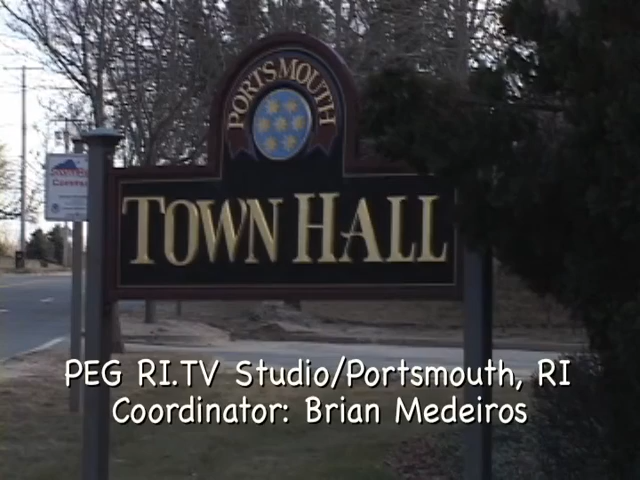 PORTSMOUTH
TOWN HALL
PEG RI.TV Studio/Portsmouth, RI
Coordinator: Brian Medeiros